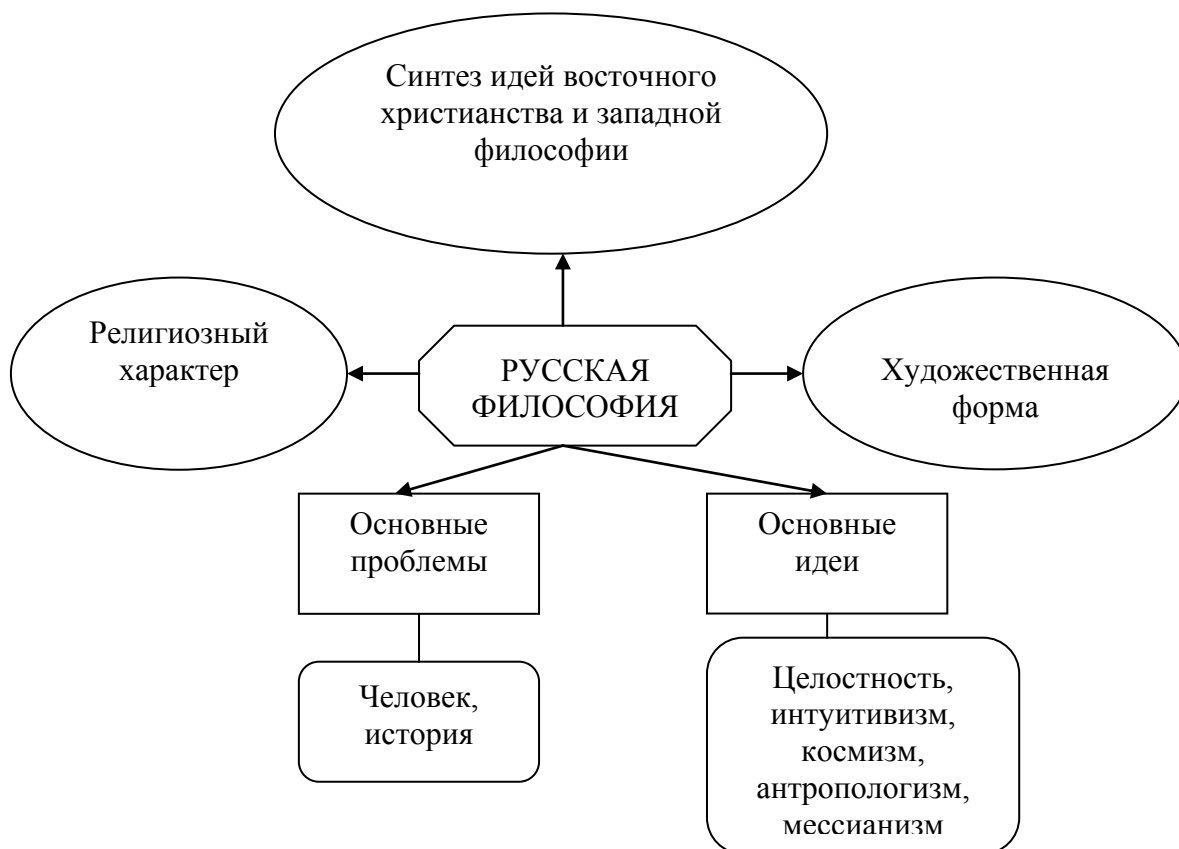 Синтез идей восточного
христианства и западной
философии
Религиозный
характер
РУССКАЯ
ФИЛОСОФИЯ
Художественная
форма
Основные
проблемы
Основные
идеи
Человек,
история
Целостность,
интуитивизм,
космизм,
антропологизм,
мессианизм